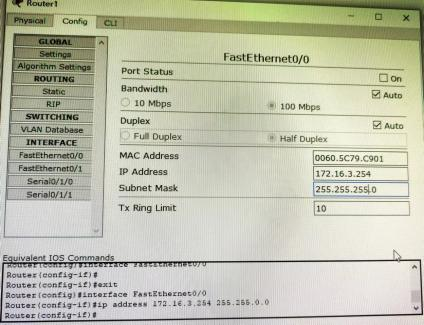 Router1
Physical Config CLI
GLOBAL
Settings
Algorithm Settings
ROUTING
Static
RIP
SWITCHING
VLAN Database
INTERFACE
FastEthernet0/0
FastEthernet0/1
Serial0/1/0
Serial0/1/1
FastEthernet0/0
Port Status On
Bandwidth Auto
10 Mbps 100 Mbps
Duplex Auto
Full Duplex Half Duplex
MAC Address 0060.5C79.C901
IP Address 172.16.3.254
Subnet Mask 255.255.255.0
Tx Ring Limit 10
Equivalent IOS Commands
Router(config)#interface FastEthernet0/0
Router(config-if)#
Router(config-if)#exit
Router(config)#interface FastEthernet0/0
Router(config-if)#ip address 172.16.3.254 255.255.0.0
Router(config-if)#